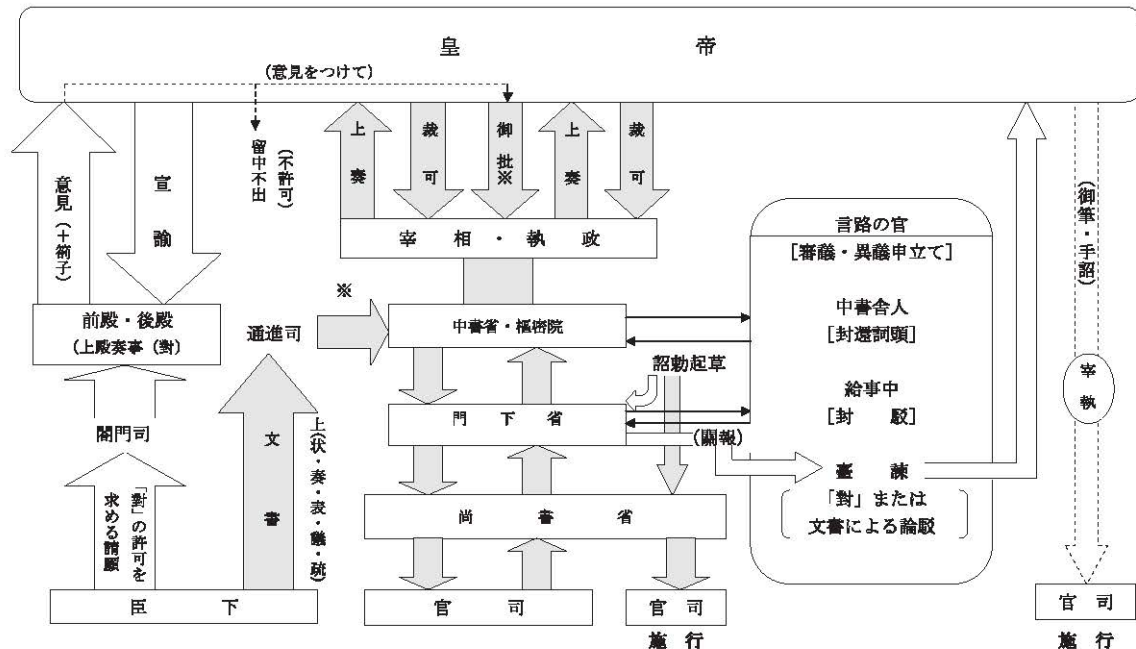 皇帝
(意見をつけて)
意見(+箚子)
宣諭
留中不出
(不許可)
上奏
裁可
御批※
上奏
裁可
(御筆・手詔)
宰相・執政
言路の官
[審議・異議申立て]
※
前殿・後殿
(上殿奏事(對)
通進司
中書省・樞密院
中書舎人
[封還詞頭]
詔勅起草
給事中
[封駁]
宰執
門下省
(關報)
閤門司
文書
上(状・奏・表・議・疏)
臺諫
「對」または
文書による論駁
「對」の許可を
求める請願
尚書省
臣下
官司
官司
施行
官司
施行